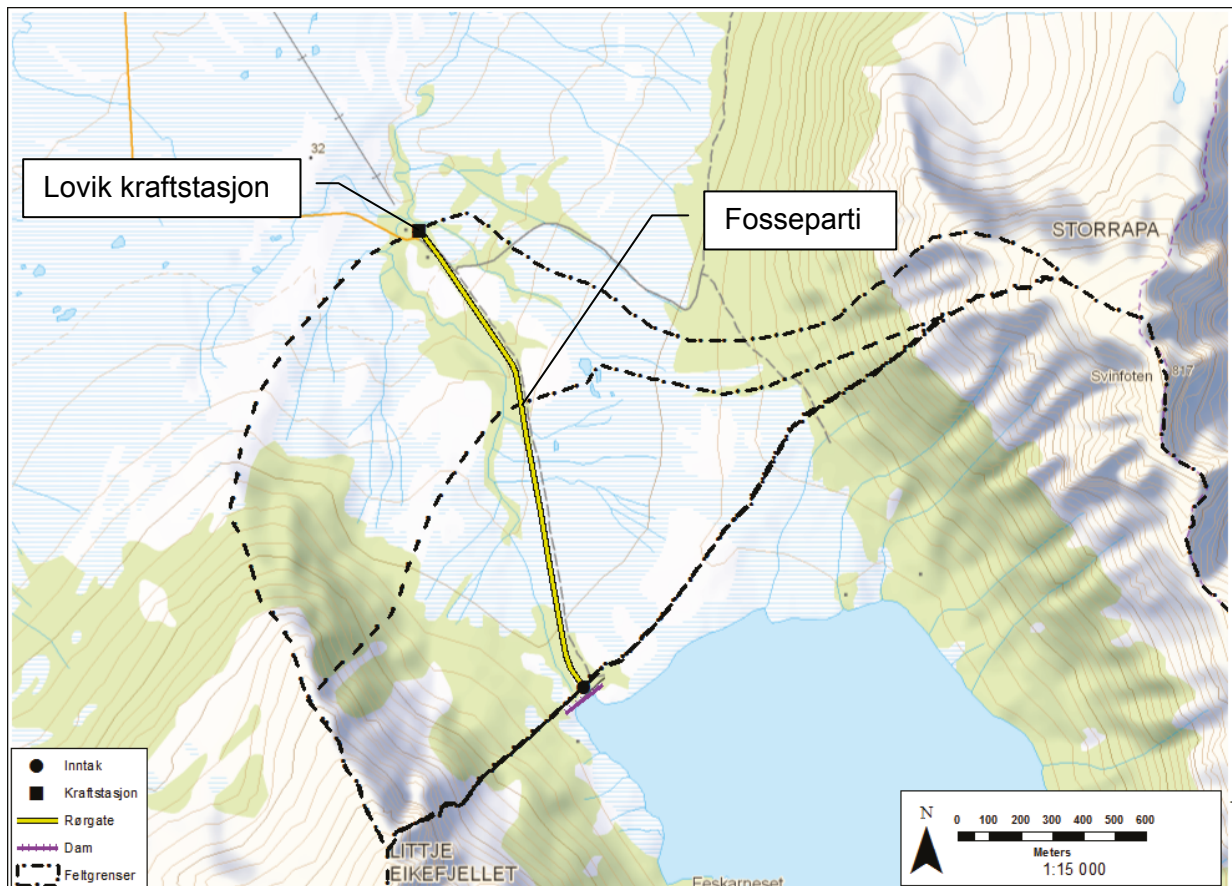 32
Lovik kraftstasjon
Fosseparti
STORRAPA
Svinfoten
817
Inntak
Kraftstasjon
Rørgate
Dam
Feltgrenser
LITTJE
EIKEFJELLET
Feskarneset
N
0 100 200 300 400 500 600
Meters
1:15 000